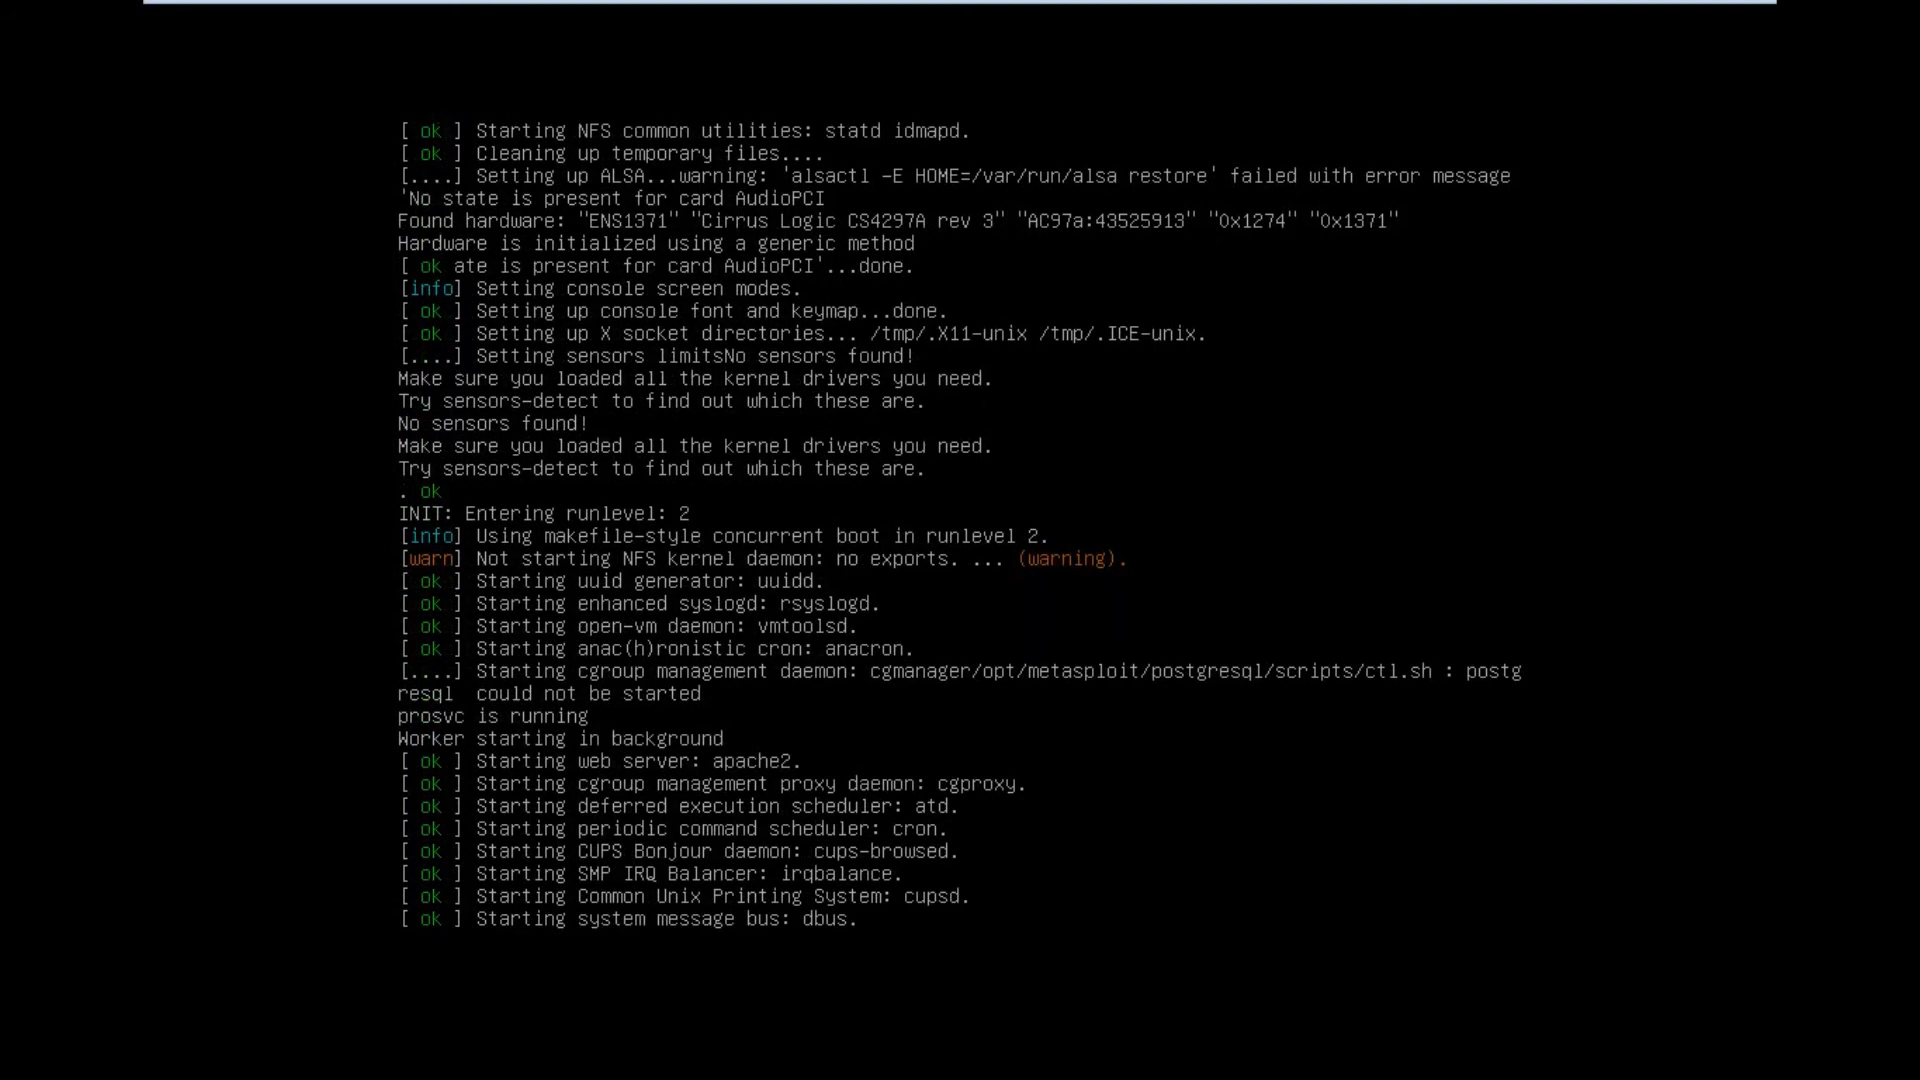 [ ok ] Starting NFS common utilities: statd idmapd.
[ ok ] Cleaning up temporary files....
[....] Setting up ALSA...warning: 'alsactl -E HOME=/var/run/alsa restore' failed with error message
'No state is present for card AudioPCI
Found hardware: "ENS1371" "Cirrus Logic CS4297A rev 3" "AC97a:43525913" "0x1274" "0x1371"
Hardware is initialized using a generic method
[ ok ate is present for card AudioPCI'...done.
[info] Setting console screen modes.
[ ok ] Setting up console font and keymap...done.
[ ok ] Setting up X socket directories... /tmp/.X11-unix /tmp/.ICE-unix.
[....] Setting sensors limitsNo sensors found!
Make sure you loaded all the kernel drivers you need.
Try sensors-detect to find out which these are.
No sensors found!
Make sure you loaded all the kernel drivers you need.
Try sensors-detect to find out which these are.
. ok
INIT: Entering runlevel: 2
[info] Using makefile-style concurrent boot in runlevel 2.
[warn] Not starting NFS kernel daemon: no exports. ... (warning).
[ ok ] Starting uuid generator: uuidd.
[ ok ] Starting enhanced syslogd: rsyslogd.
[ ok ] Starting open-vm daemon: vmtoolsd.
[ ok ] Starting anac(h)ronistic cron: anacron.
[....] Starting cgroup management daemon: cgmanager/opt/metasploit/postgresql/scripts/ctl.sh : postg
resql  could not be started
prosvc is running
Worker starting in background
[ ok ] Starting web server: apache2.
[ ok ] Starting cgroup management proxy daemon: cgproxy.
[ ok ] Starting deferred execution scheduler: atd.
[ ok ] Starting periodic command scheduler: cron.
[ ok ] Starting CUPS Bonjour daemon: cups-browsed.
[ ok ] Starting SMP IRQ Balancer: irqbalance.
[ ok ] Starting Common Unix Printing System: cupsd.
[ ok ] Starting system message bus: dbus.